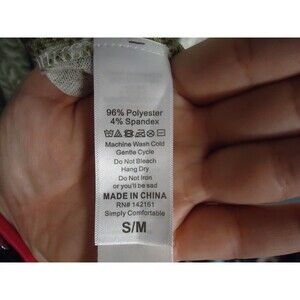 96% Polyester
4% Spandex
Machine Wash Cold
Gentle Cycle
Do Not Bleach
Hang Dry
Do Not Iron
or you'll be sad
MADE IN CHINA
RN# 142161
Simply Comfortable
S/M